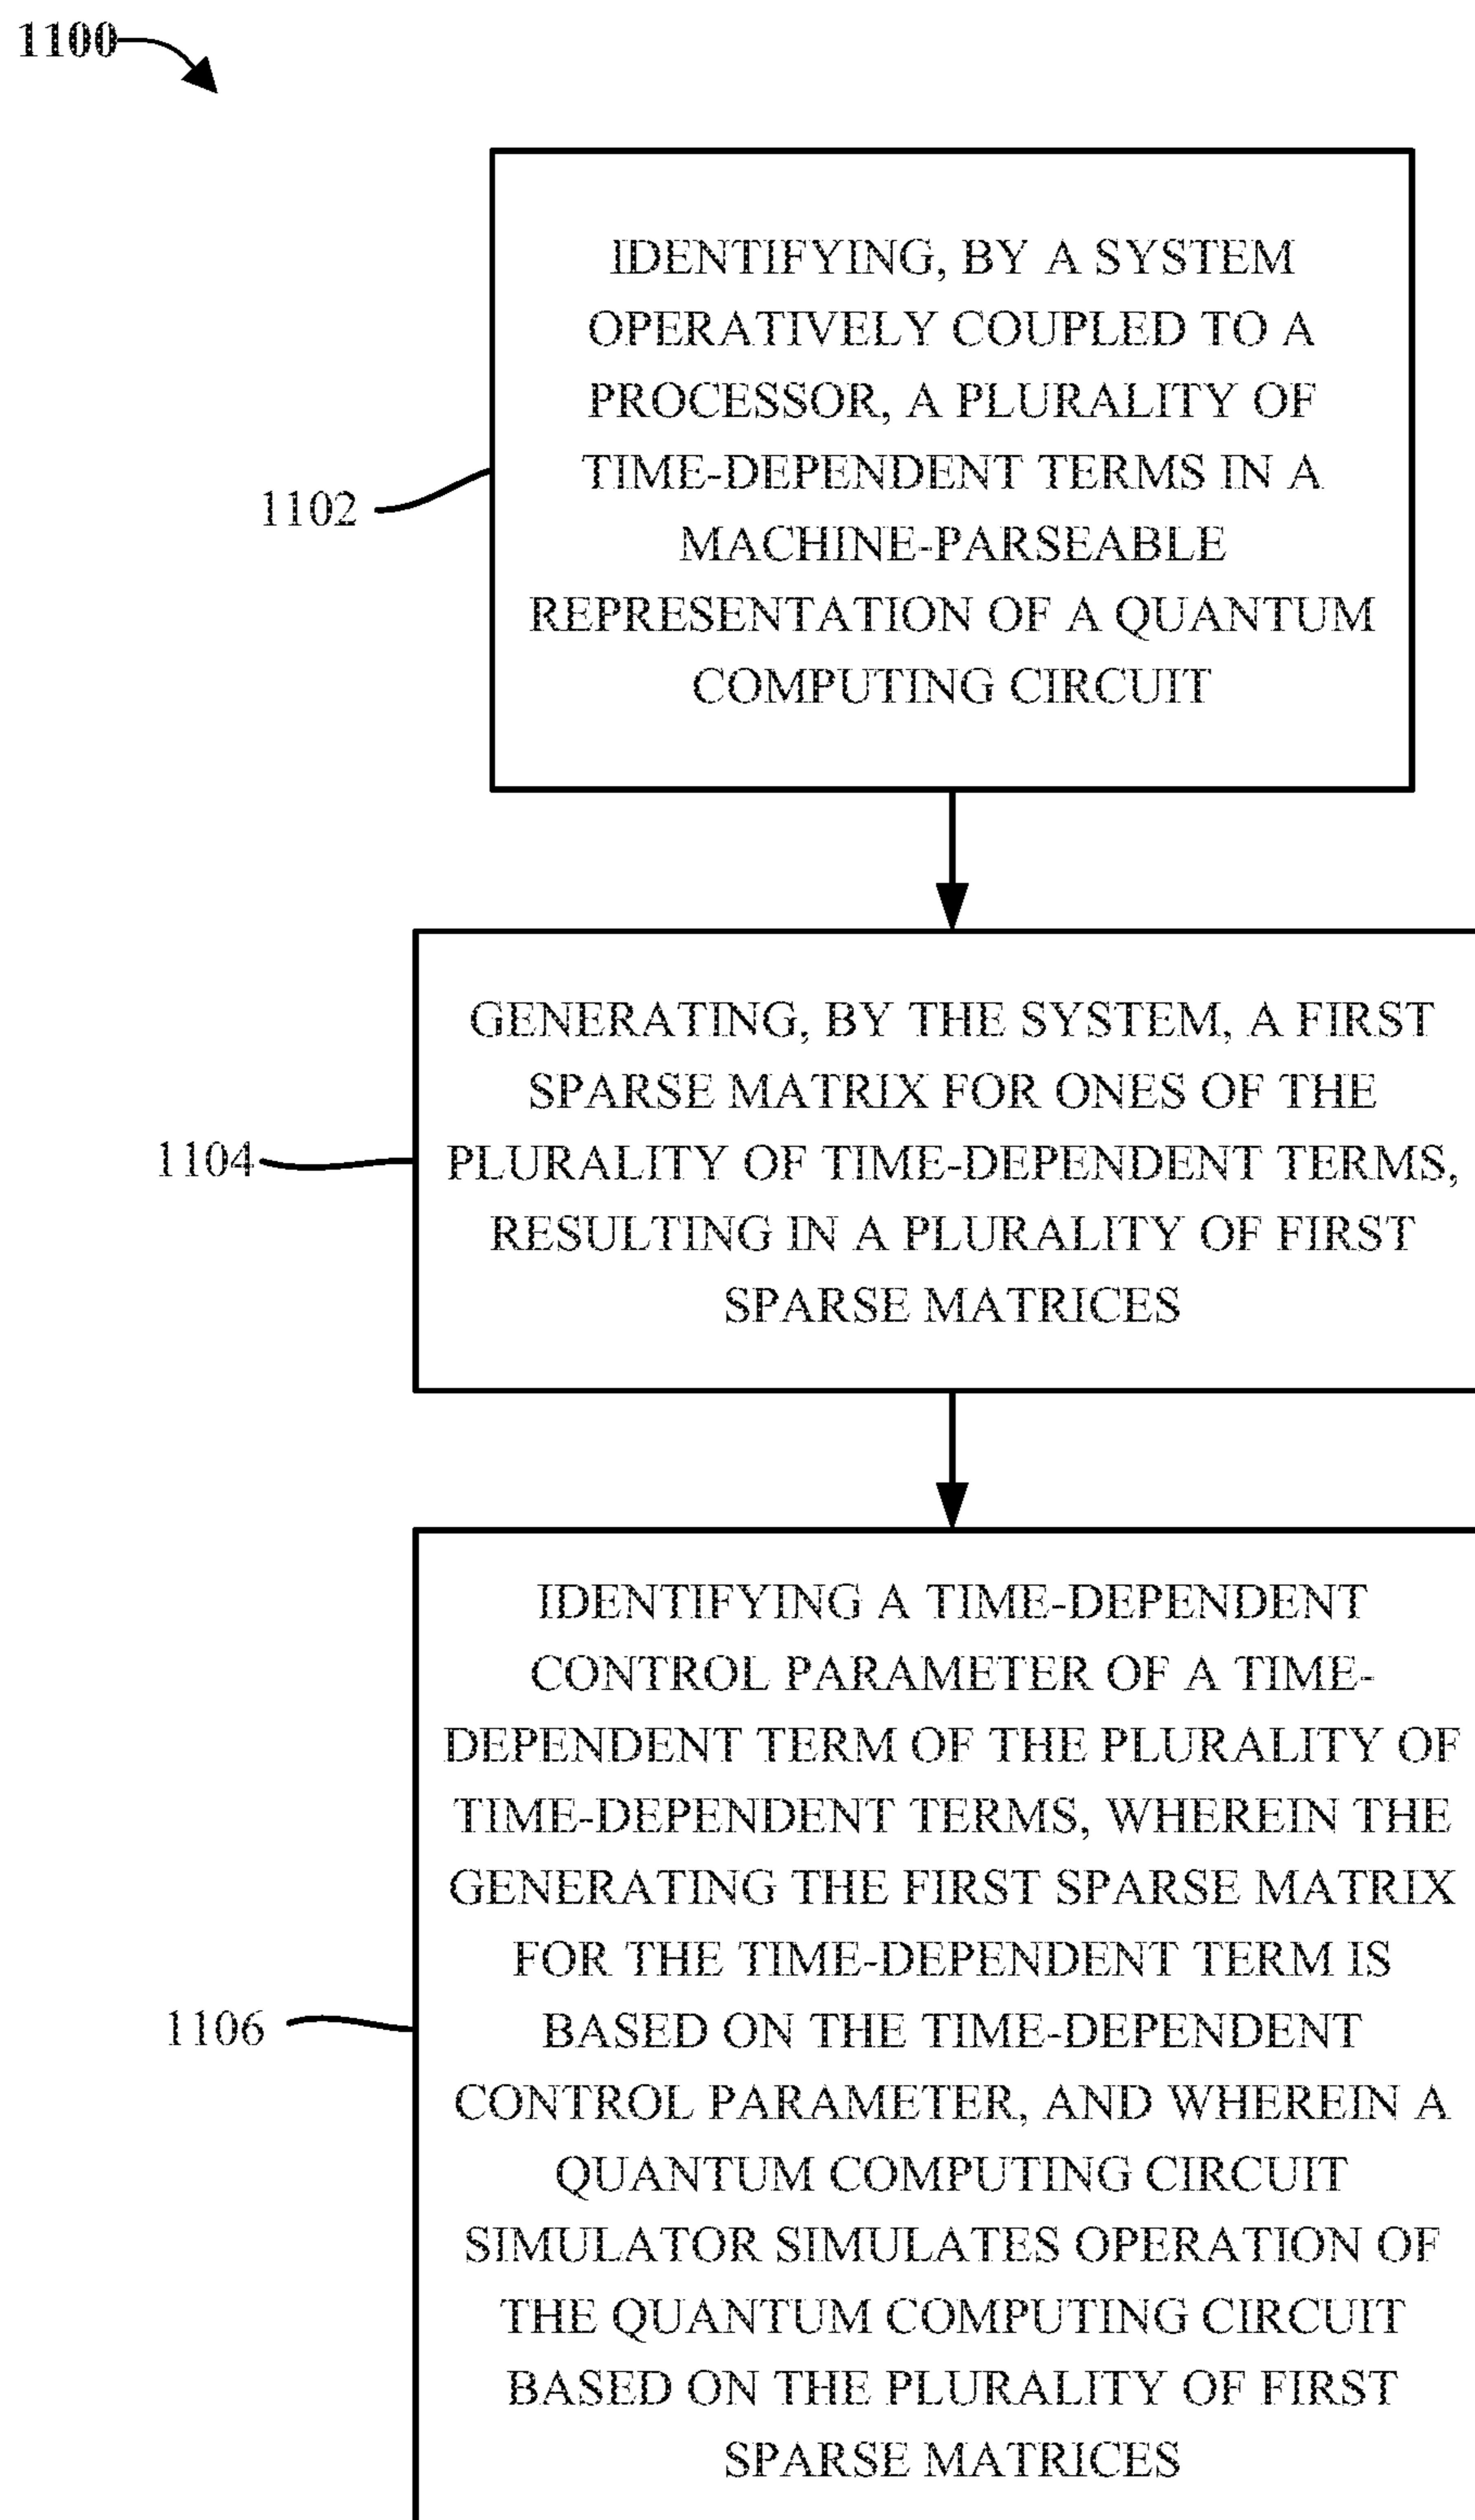 1100
IDENTIFYING, BY A SYSTEM
OPERATIVELY COUPLED TO A
PROCESSOR, A PLURALITY OF
TIME-DEPENDENT TERMS IN A
MACHINE-PARSEABLE
REPRESENTATION OF A QUANTUM
COMPUTING CIRCUIT
1102
GENERATING, BY THE SYSTEM, A FIRST
SPARSE MATRIX FOR ONES OF THE
PLURALITY OF TIME-DEPENDENT TERMS,
RESULTING IN A PLURALITY OF FIRST
SPARSE MATRICES
1104
IDENTIFYING A TIME-DEPENDENT
CONTROL PARAMETER OF A TIME-
DEPENDENT TERM OF THE PLURALITY OF
TIME-DEPENDENT TERMS, WHEREIN THE
GENERATING THE FIRST SPARSE MATRIX
FOR THE TIME-DEPENDENT TERM IS
BASED ON THE TIME-DEPENDENT
CONTROL PARAMETER, AND WHEREIN A
QUANTUM COMPUTING CIRCUIT
SIMULATOR SIMULATES OPERATION OF
THE QUANTUM COMPUTING CIRCUIT
BASED ON THE PLURALITY OF FIRST
SPARSE MATRICES
1106